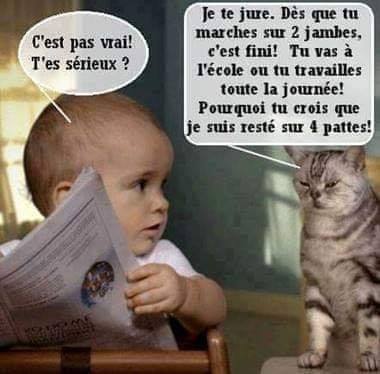 C'est pas vrai!
T'es sérieux ?
Je te jure. Dès que tu
marches sur 2 jambes,
c'est fini! Tu vas à
l'école ou tu travailles
toute la journée!
Pourquoi tu crois que
je suis resté sur 4 pattes!